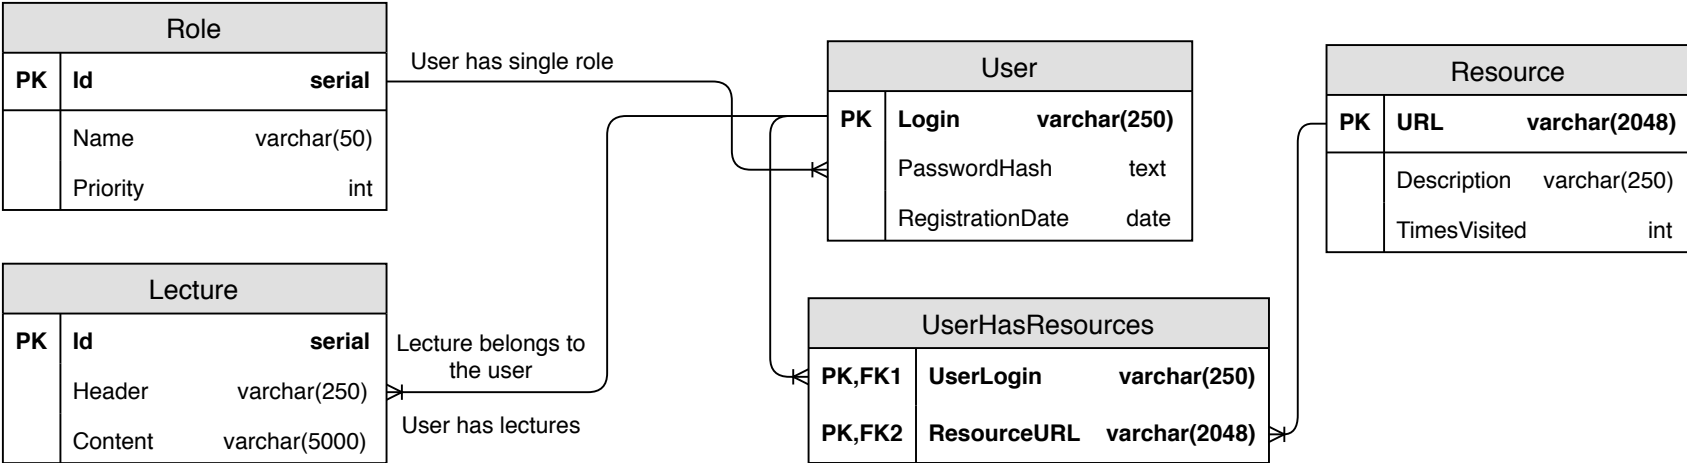 Role
PK Id serial
Name varchar(50)
Priority int
User has single role
User
PK Login varchar(250)
PasswordHash text
RegistrationDate date
Resource
PK URL varchar(2048)
Description varchar(250)
TimesVisited int
Lecture
PK Id serial
Header varchar(250)
Content varchar(5000)
Lecture belongs to
the user
User has lectures
UserHasResources
PK,FK1 UserLogin varchar(250)
PK,FK2 ResourceURL varchar(2048)